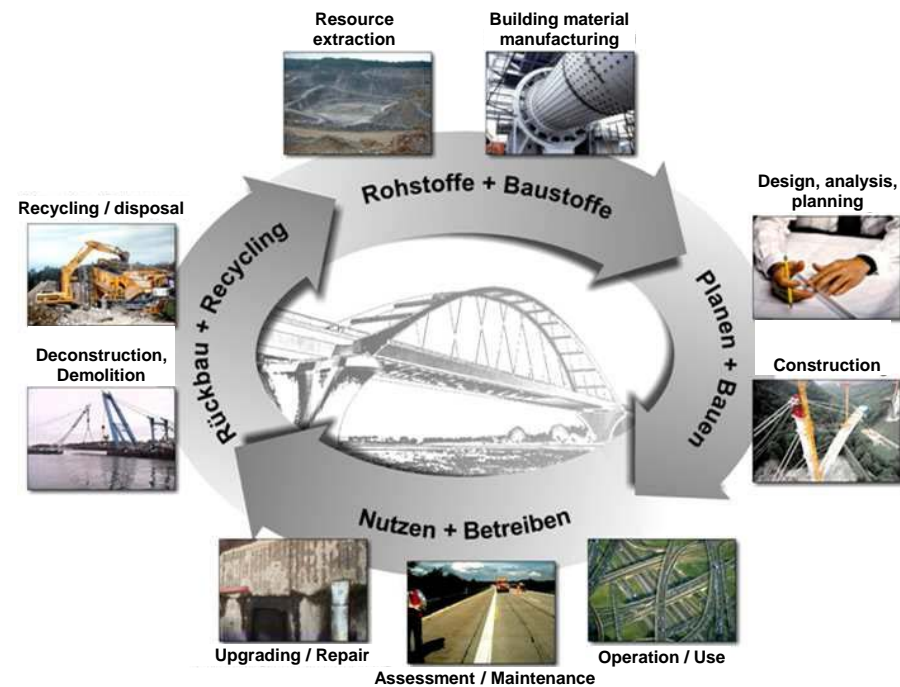 Resource
extraction
Building material
manufacturing
Rohstoffe + Baustoffe
Design, analysis,
planning
Planen + Bauen
Construction
Nutzen + Betreiben
Operation / Use
Assessment / Maintenance
Upgrading / Repair
Rückbau + Recycling
Deconstruction,
Demolition
Recycling / disposal